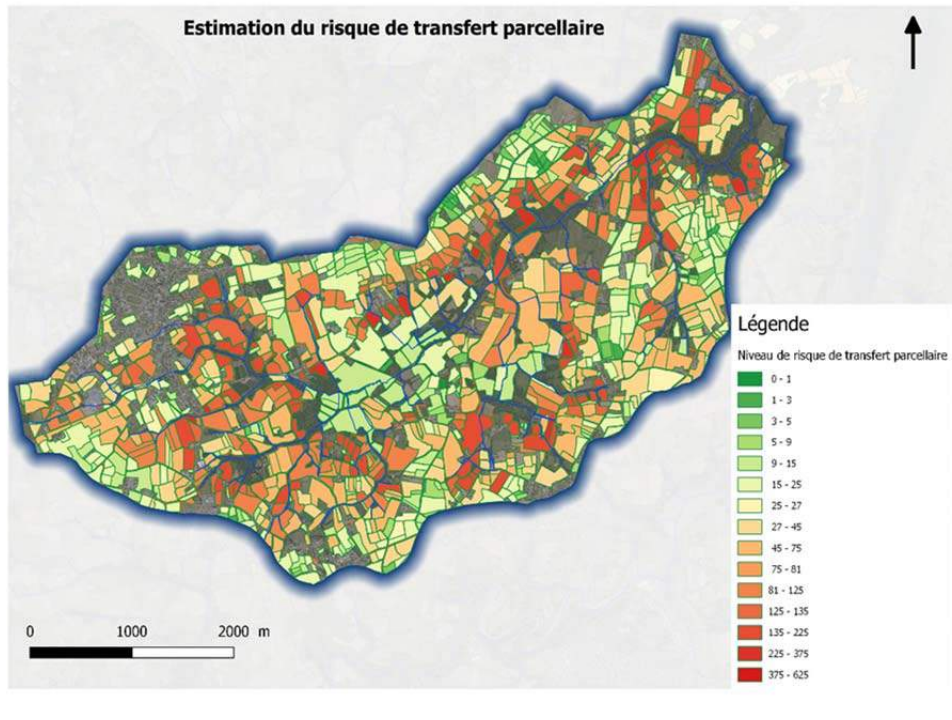 Estimation du risque de transfert parcellaire
Légende
Niveau de risque de transfert parcellaire
0 - 1
1 - 3
3 - 5
5 - 9
9 - 15
15 - 25
25 - 27
27 - 45
45 - 75
75 - 81
81 - 125
125 - 135
135 - 225
225 - 375
375 - 625
0 1000 2000 m